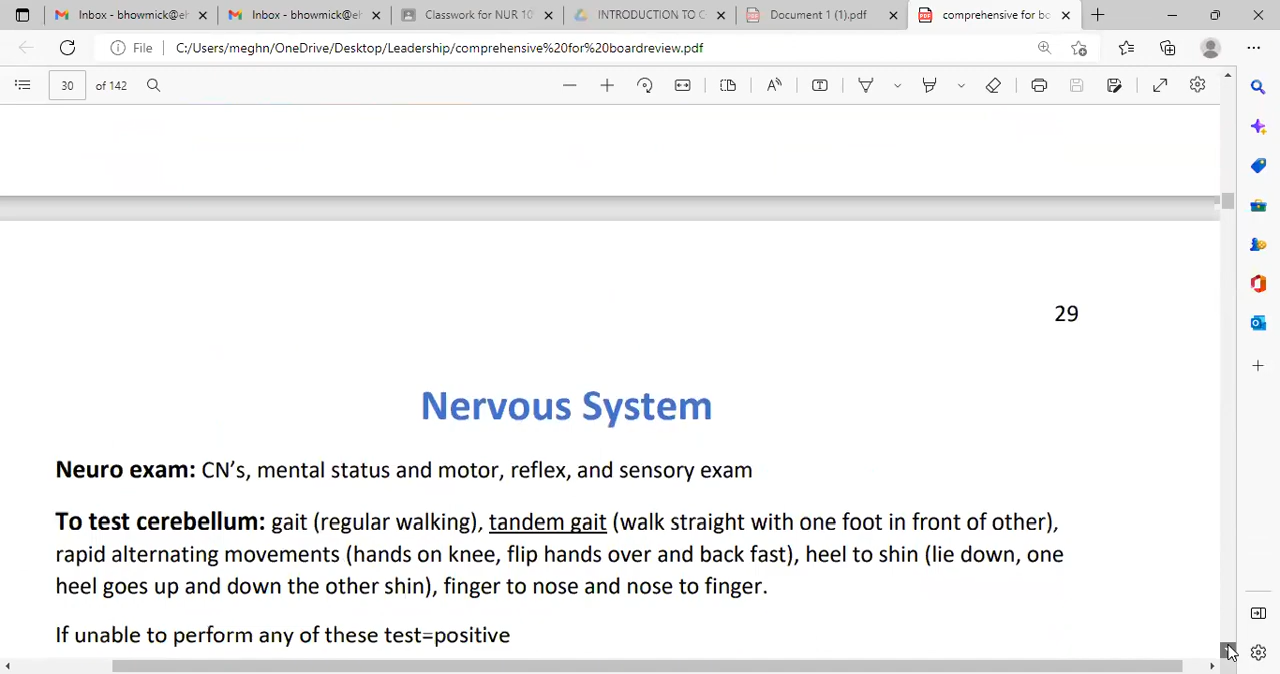 Inbox - bhowmick@eh
Inbox - bhowmick@eh
Classwork for NUR 10
INTRODUCTION TO C
Document 1 (1).pdf
comprehensive for bo
File
C:/Users/meghn/OneDrive/Desktop/Leadership/comprehensive%20for%20boardreview.pdf
30 of 142
29
Nervous System
Neuro exam: CN's, mental status and motor, reflex, and sensory exam
To test cerebellum: gait (regular walking), tandem gait (walk straight with one foot in front of other),
rapid alternating movements (hands on knee, flip hands over and back fast), heel to shin (lie down, one
heel goes up and down the other shin), finger to nose and nose to finger.
If unable to perform any of these test=positive